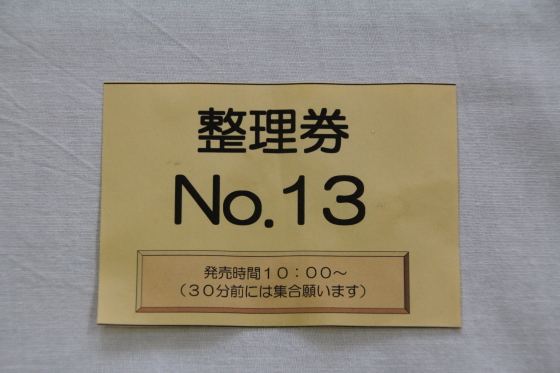 整理券
No.13
発売時間１０：００～
（３０分前には集合願います）